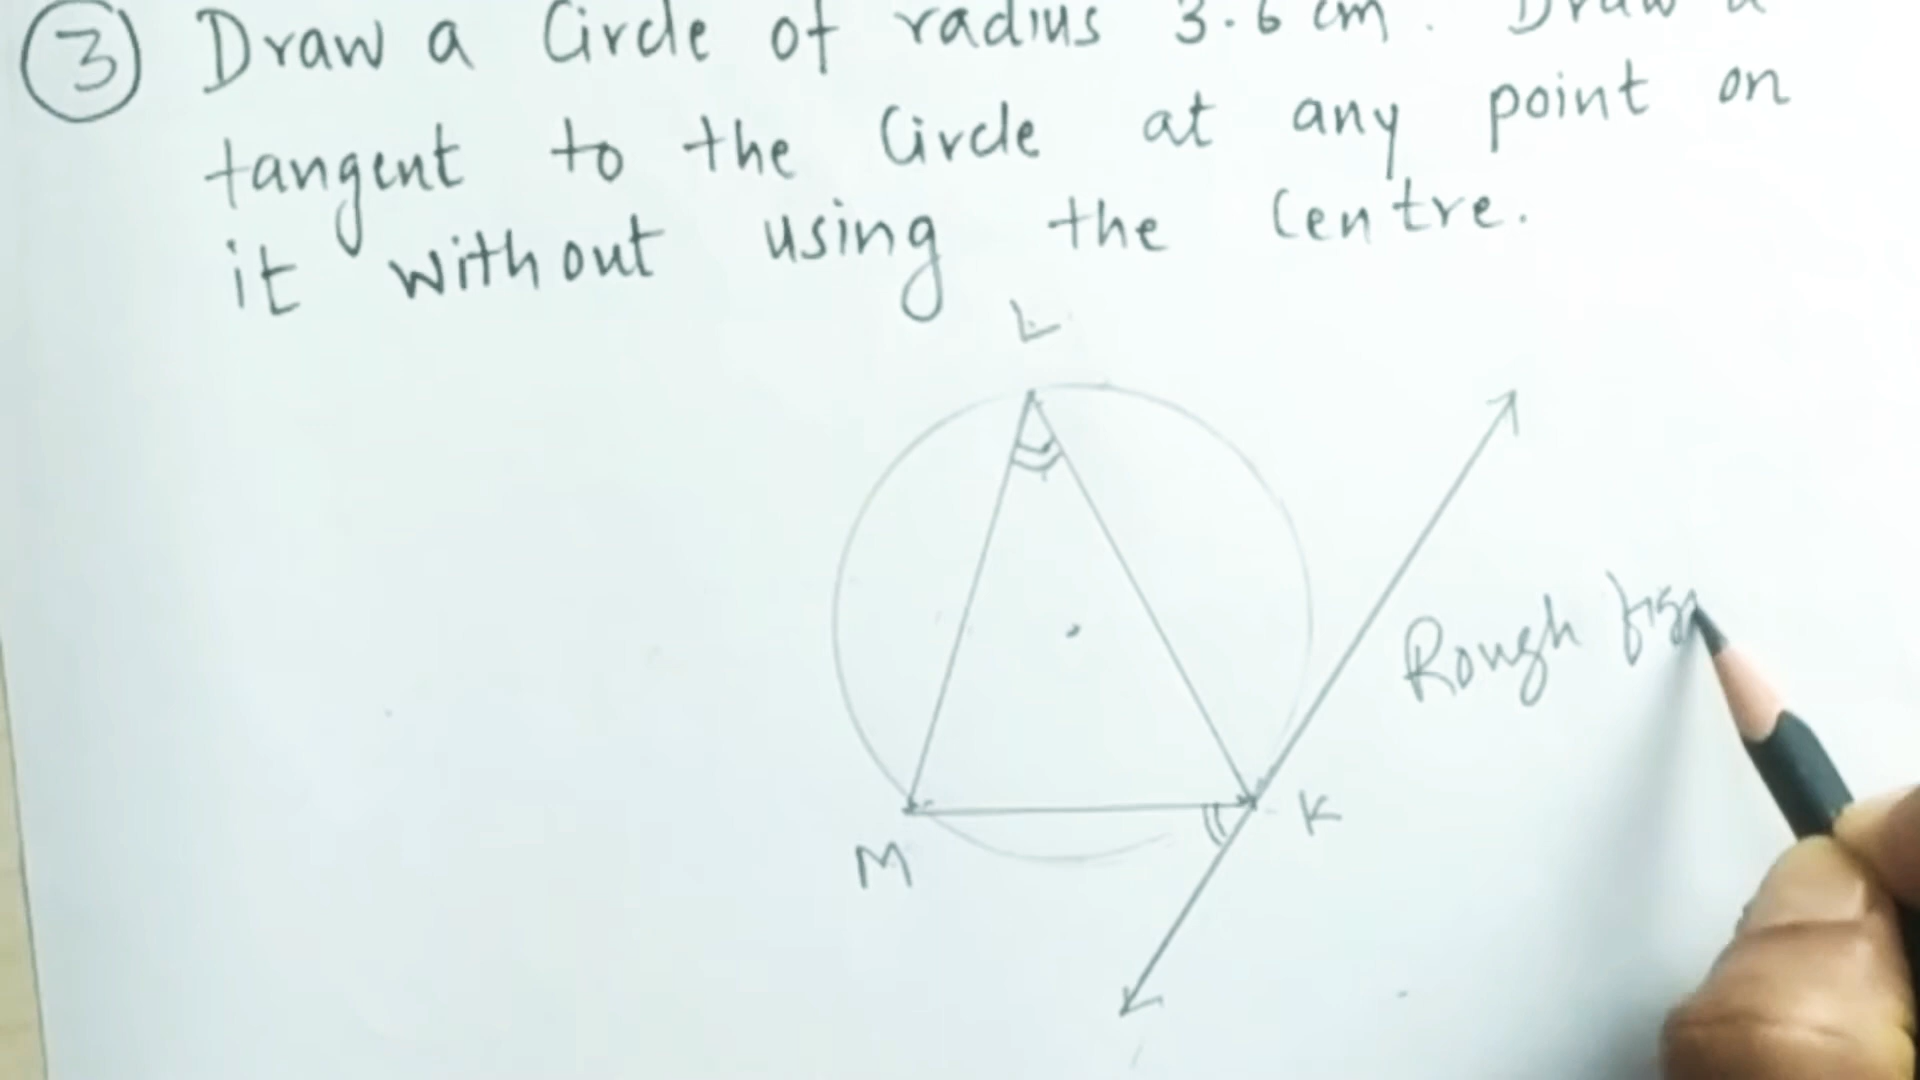 ③ Draw a Circle of radius 3.6 cm. Draw a
tangent to the Circle at any point on
it without using the Centre.
L
Rough
K
M